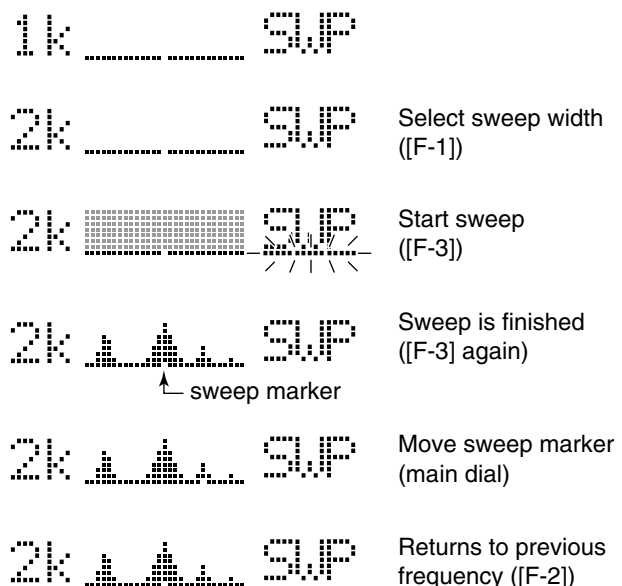 1k SWP
2k SWP
Select sweep width
([F-1])
2k SWP
Start sweep
([F-3])
2k SWP
Sweep is finished
([F-3] again)
sweep marker
2k SWP
Move sweep marker
(main dial)
2k SWP
Returns to previous
frequency ([F-2])